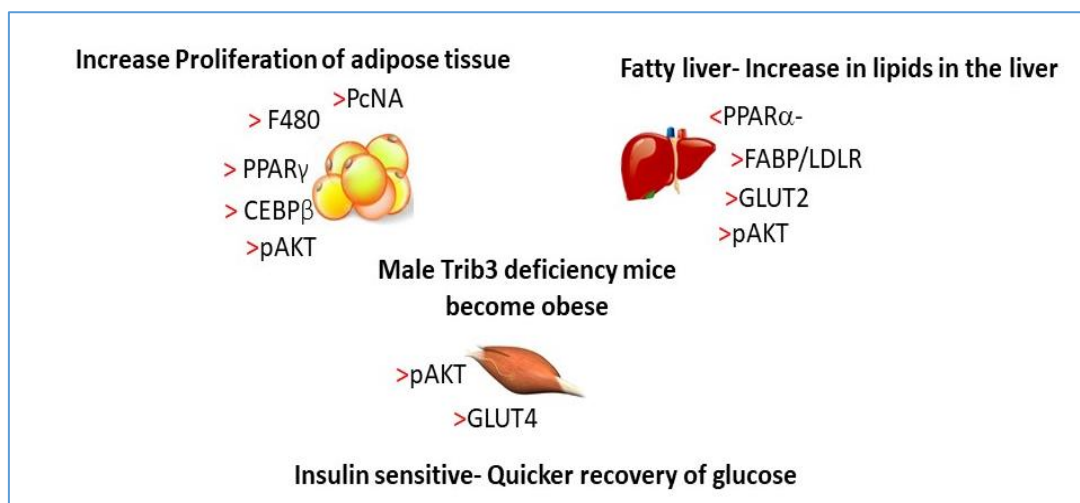 Increase Proliferation of adipose tissue
>PcNA
> F480
> PPARγ
> CEBPβ
>pAKT
Fatty liver- Increase in lipids in the liver
<PPARα-
>FABP/LDLR
>GLUT2
>pAKT
Male Trib3 deficiency mice
become obese
>pAKT
>GLUT4
Insulin sensitive- Quicker recovery of glucose